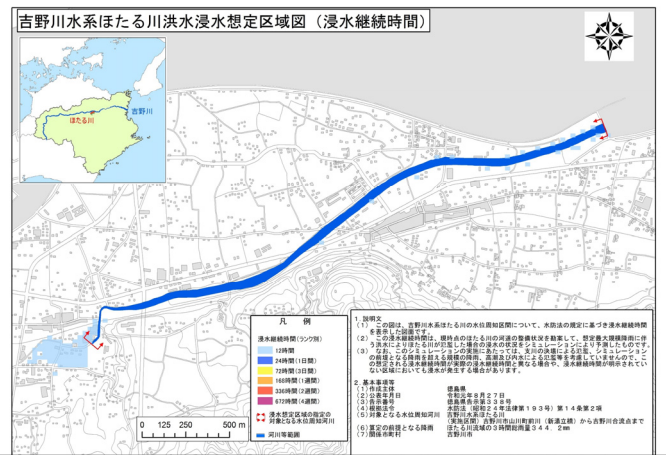 吉野川水系ほたる川洪水浸水想定区域図（浸水継続時間）
吉野川
ほたる川
凡　例
浸水継続時間(ランク別)
12時間
24時間(1日間)
72時間(3日間)
168時間(1週間)
336時間(2週間)
672時間(4週間)
浸水想定区域の指定の
対象となる水位周知河川
河川等範囲
0 125 250 500 m
1．説明文
（1） この図は、吉野川水系ほたる川の水位周知区間について、水防法の規定に基づき浸水継続時間
を表示した図面です。
（2） この浸水継続時間は、現時点のほたる川の河道の整備状況を勘案して、想定最大規模降雨に伴
う洪水によりほたる川が氾濫した場合の浸水の状況をシミュレーションにより予測したものです。
（3） なお、このシミュレーションの実施にあたっては、支川の決壊による氾濫、シミュレーション
の前提となる降雨を超える規模の降雨、高潮及び内水による氾濫等を考慮していませんので、こ
の想定される浸水継続時間が実際の浸水継続時間と異なる場合や、浸水継続時間が明示されてい
ない区域においても浸水が発生する場合があります。
2．基本事項等
（1）作成主体 徳島県
（2）公表年月日 令和元年８月２７日
（3）告示番号 徳島県告示第３３８号
（4）根拠法令 水防法（昭和２４年法律第１９３号）第１４条第２項
（5）対象となる水位周知河川 吉野川水系ほたる川
（実施区間）吉野川市山川町前川（新湯立橋）から吉野川合流点まで
（6）算定の前提となる降雨 ほたる川流域の３時間総雨量３４４．２mm
（7）関係市町村 吉野川市